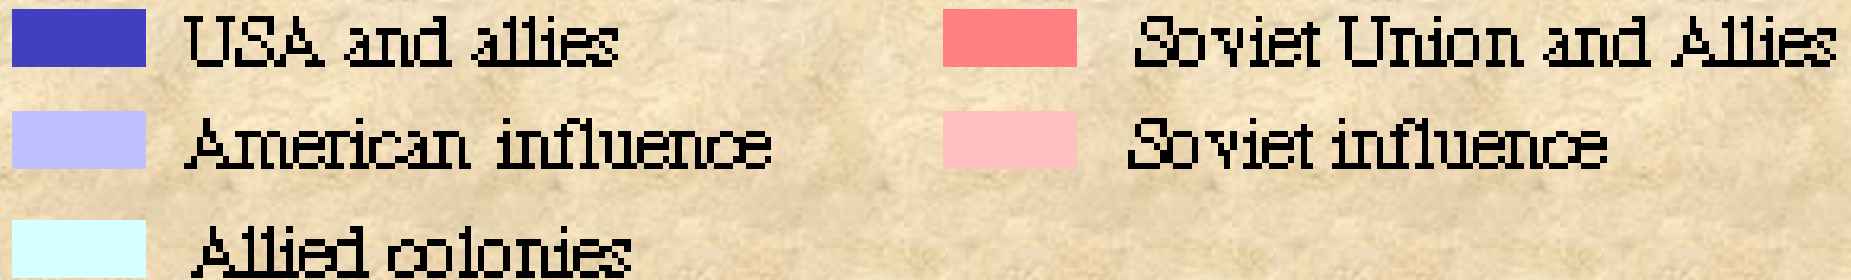 USA and allies
Soviet Union and Allies
American influence
Soviet influence
Allied colonies